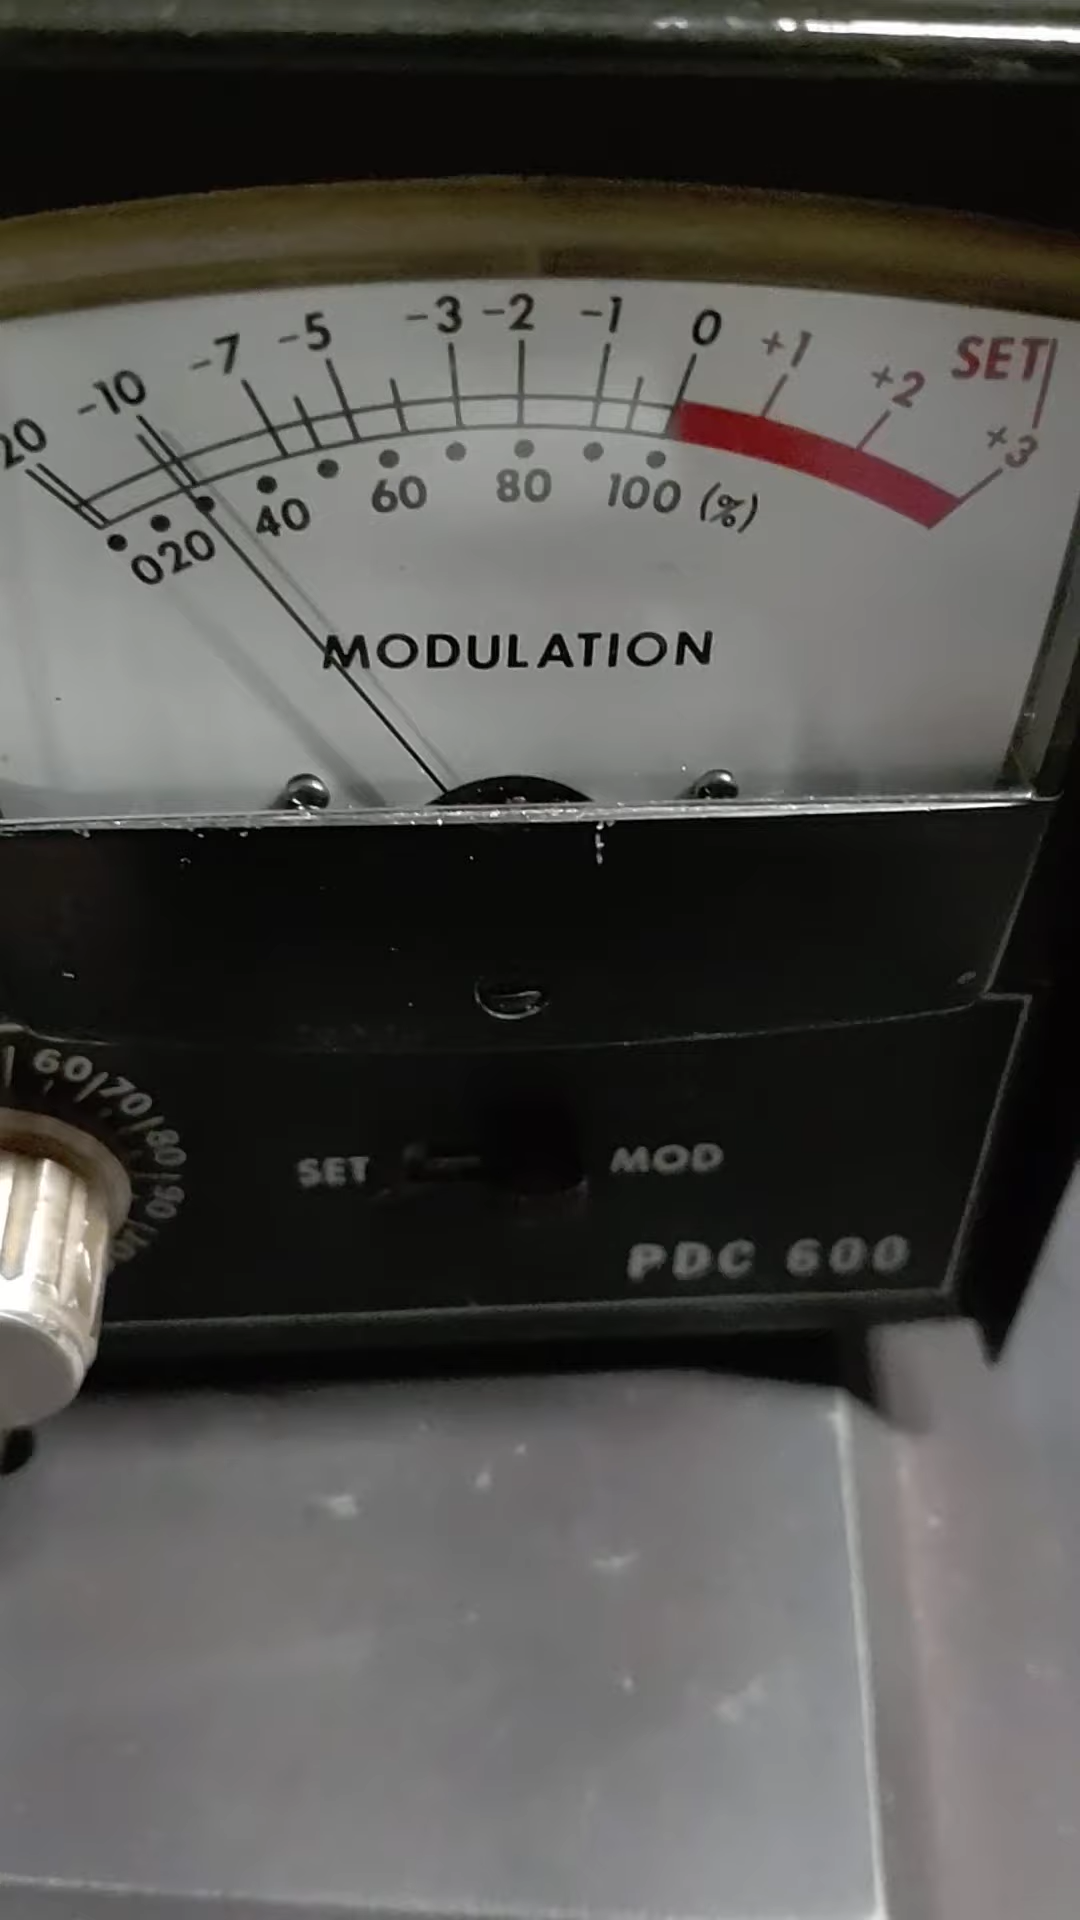 20 -10 -7 -5 -3 -2 -1 0 +1 +2 +3 SET
0 20 40 60 80 100 (%)
MODULATION
60 70 80 90
SET MOD
PDC 600